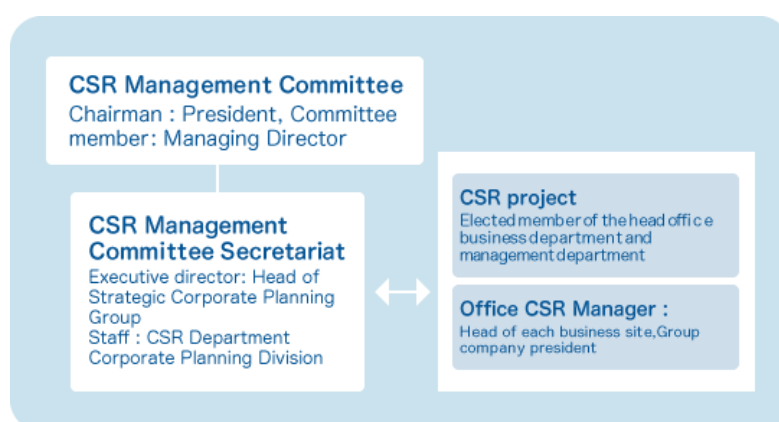 CSR Management Committee
Chairman : President, Committee
member: Managing Director
CSR Management
Committee Secretariat
Executive director: Head of
Strategic Corporate Planning
Group
Staff : CSR Department
Corporate Planning Division
CSR project
Elected member of the head office
business department and
management department
Office CSR Manager :
Head of each business site,Group
company president